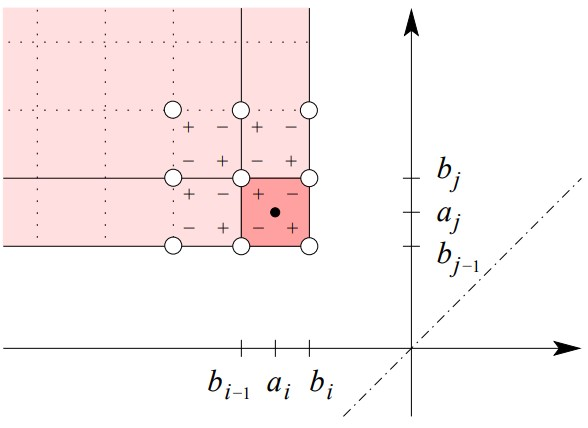 + − + −
− + − +
+ − + −
− + − +
b_j
a_j
b_{j−1}
b_{i−1} a_i b_i